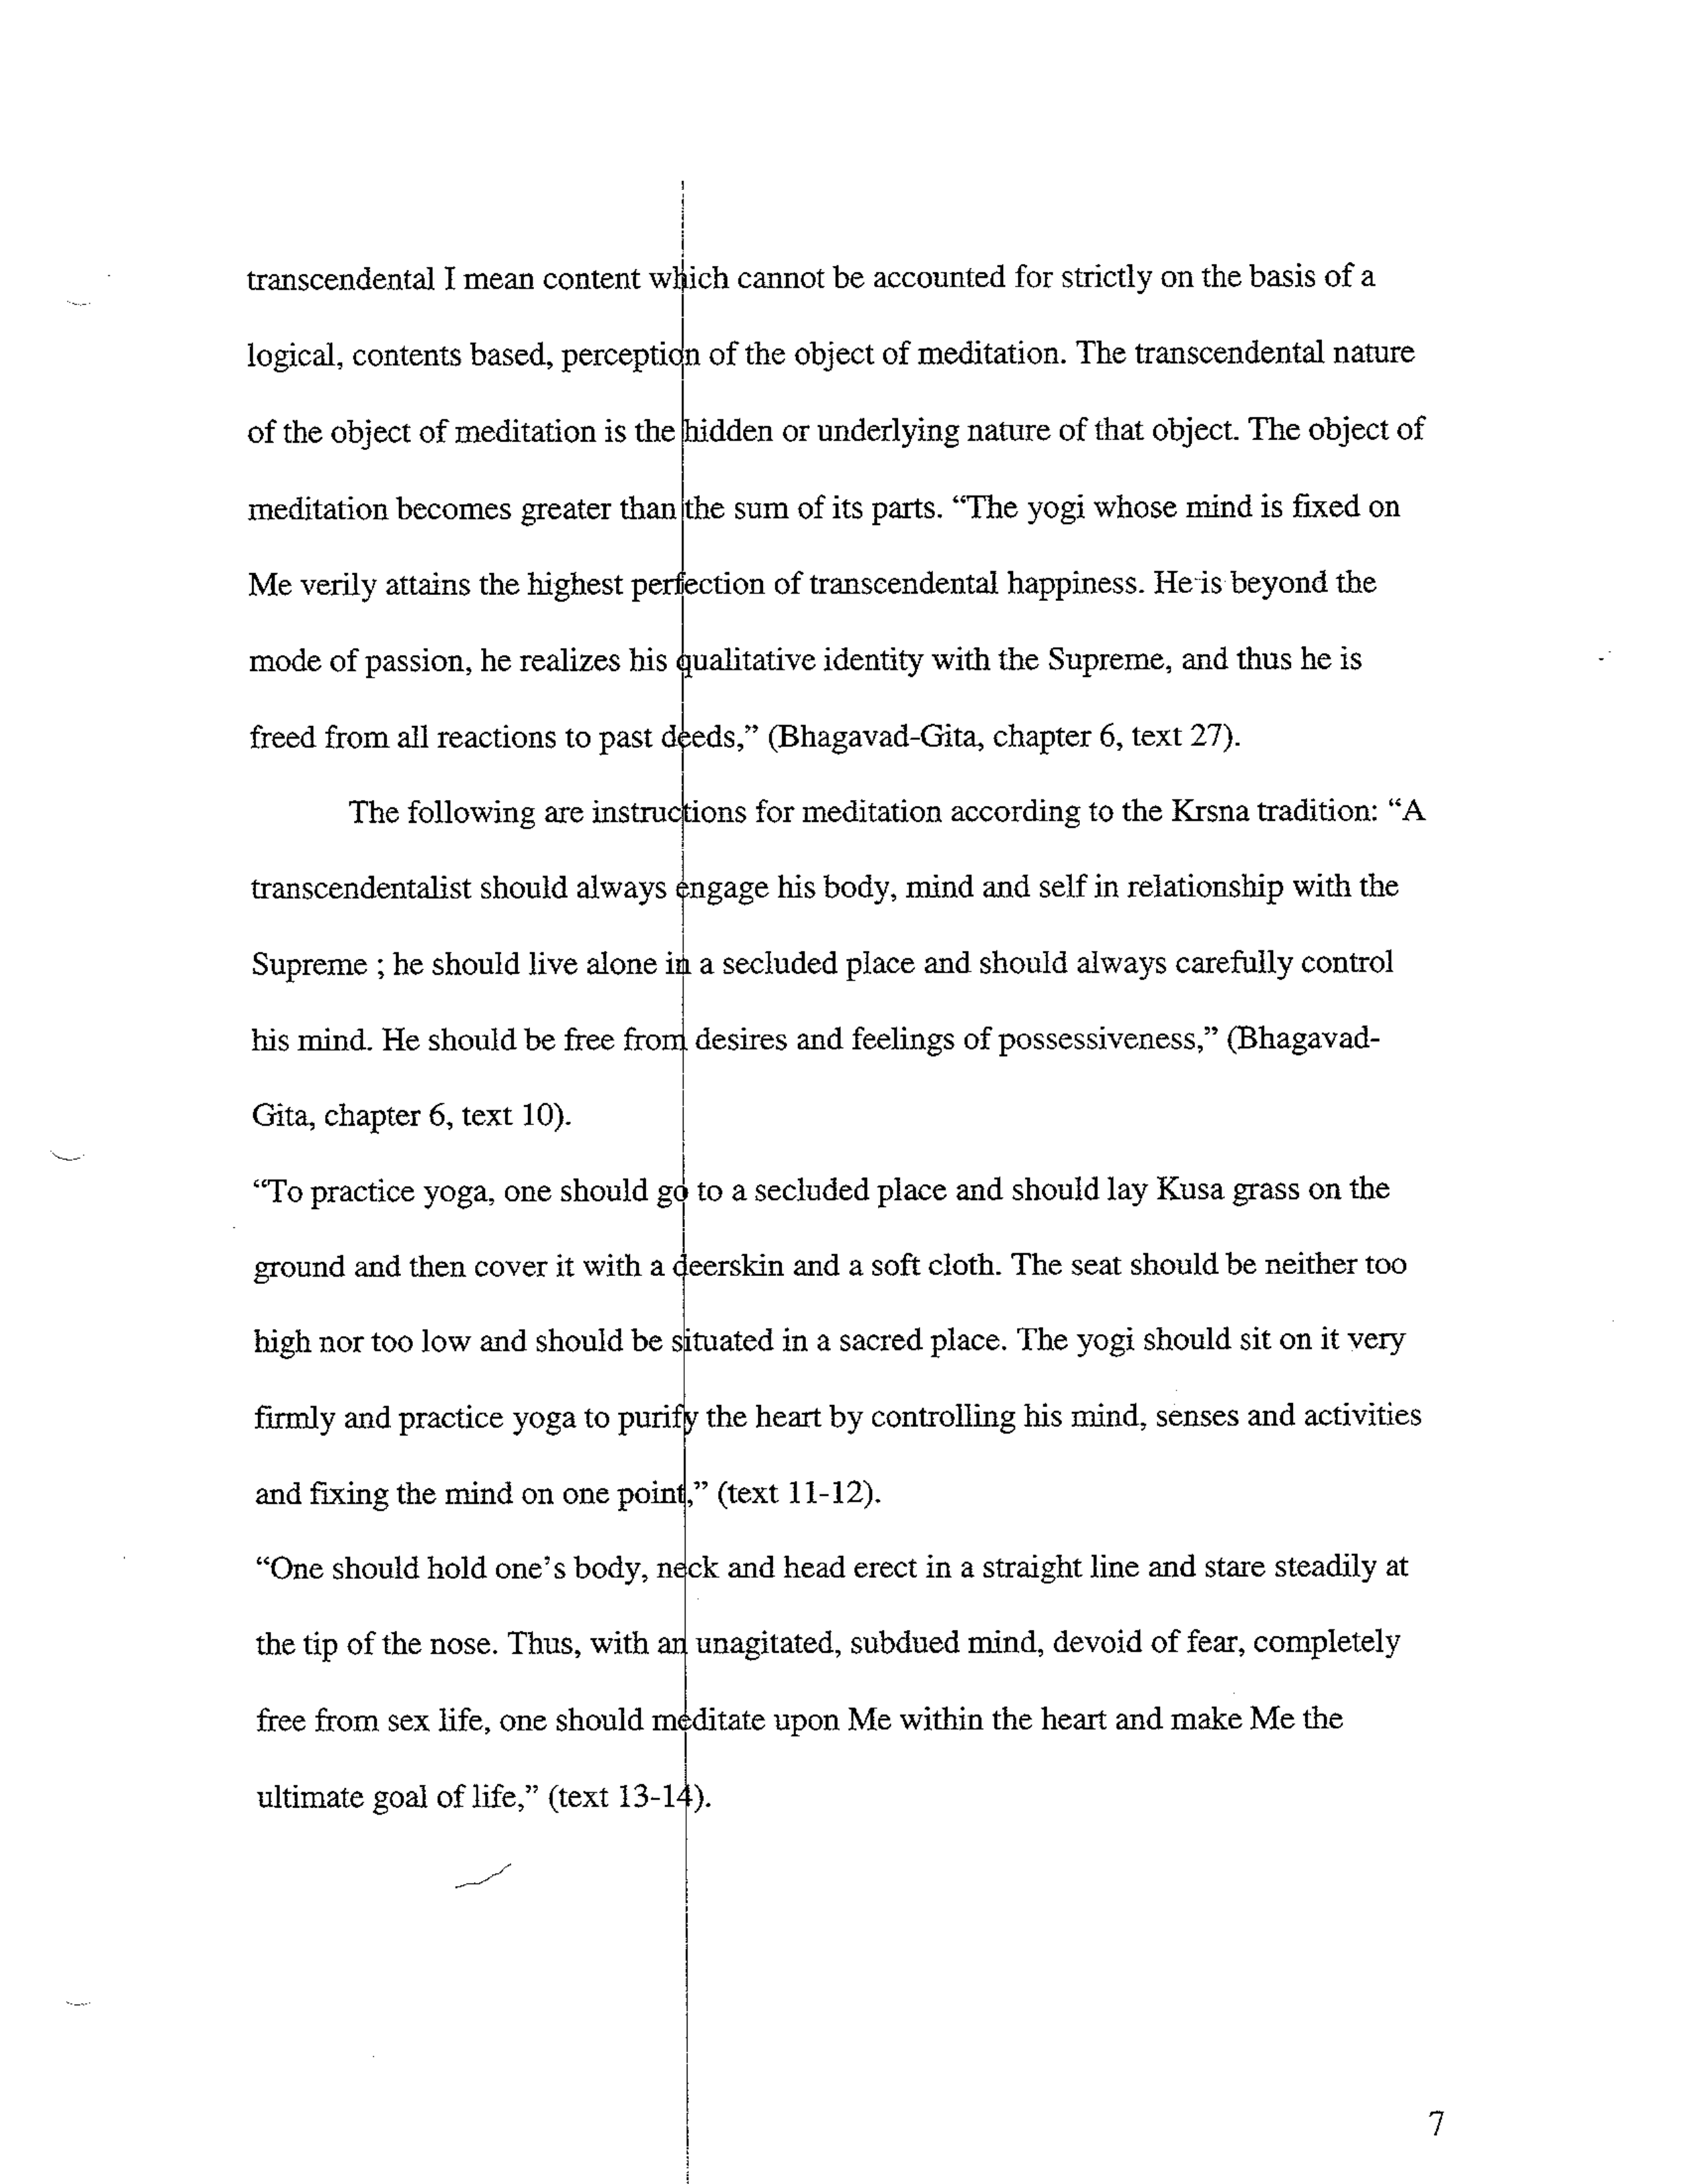 transcendental I mean content which cannot be accounted for strictly on the basis of a
logical, contents based, perception of the object of meditation. The transcendental nature
of the object of meditation is the hidden or underlying nature of that object. The object of
meditation becomes greater than the sum of its parts. “The yogi whose mind is fixed on
Me verily attains the highest perfection of transcendental happiness. He is beyond the
mode of passion, he realizes his qualitative identity with the Supreme, and thus he is
freed from all reactions to past deeds,” (Bhagavad-Gita, chapter 6, text 27).
The following are instructions for meditation according to the Krsna tradition: “A
transcendentalist should always engage his body, mind and self in relationship with the
Supreme ; he should live alone in a secluded place and should always carefully control
his mind. He should be free from desires and feelings of possessiveness,” (Bhagavad-
Gita, chapter 6, text 10).
“To practice yoga, one should go to a secluded place and should lay Kusa grass on the
ground and then cover it with a deerskin and a soft cloth. The seat should be neither too
high nor too low and should be situated in a sacred place. The yogi should sit on it very
firmly and practice yoga to purify the heart by controlling his mind, senses and activities
and fixing the mind on one point,” (text 11-12).
“One should hold one’s body, neck and head erect in a straight line and stare steadily at
the tip of the nose. Thus, with an unagitated, subdued mind, devoid of fear, completely
free from sex life, one should meditate upon Me within the heart and make Me the
ultimate goal of life,” (text 13-14).
7